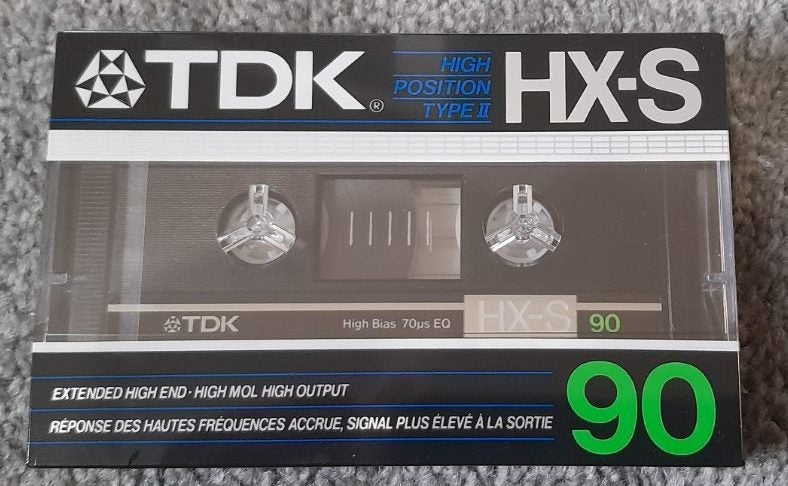 TDK®
HIGH
POSITION
TYPE II
HX-S
TDK
High Bias 70µs EQ
HX-S
90
EXTENDED HIGH END · HIGH MOL HIGH OUTPUT
RÉPONSE DES HAUTES FRÉQUENCES ACCRUE, SIGNAL PLUS ÉLEVÉ À LA SORTIE
90